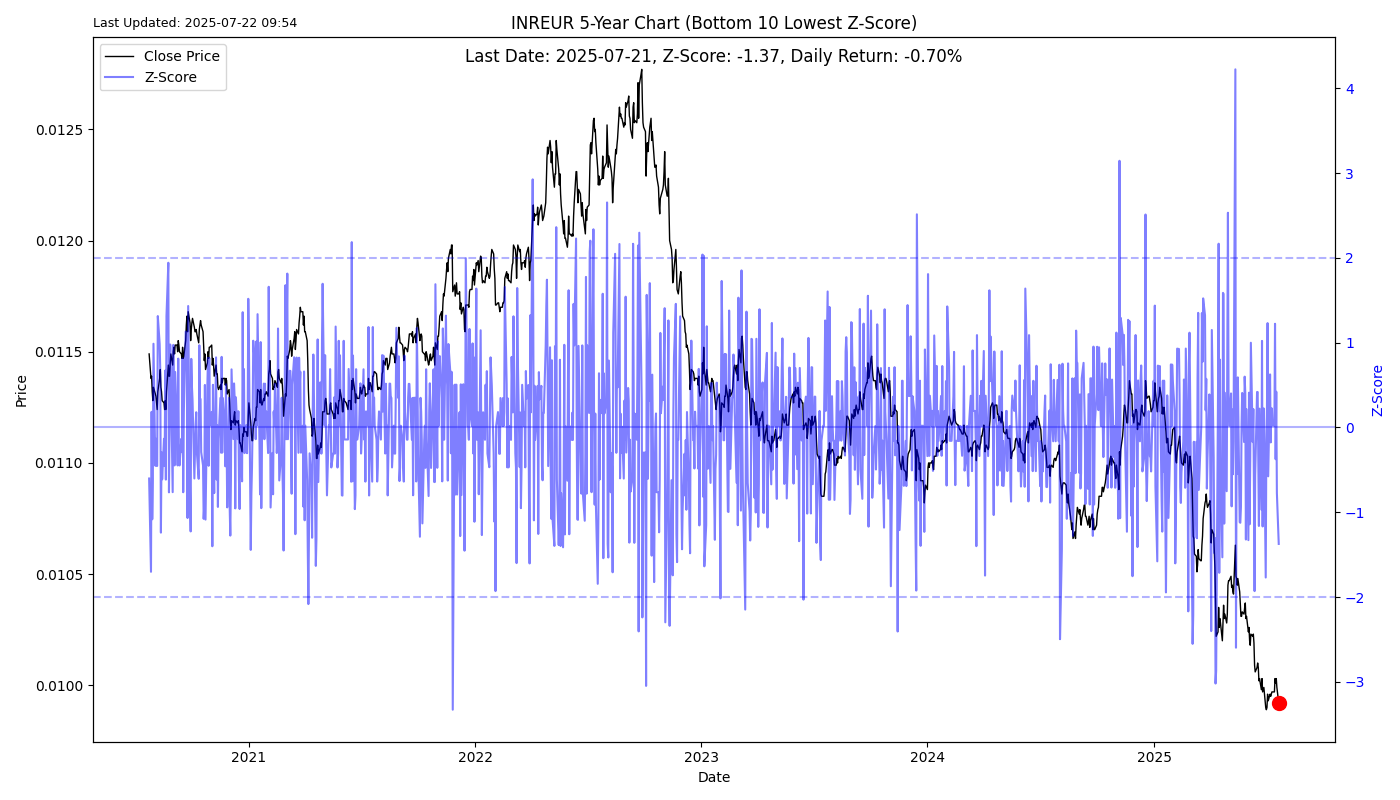 Last Updated: 2025-07-22 09:54
INREUR 5-Year Chart (Bottom 10 Lowest Z-Score)
Last Date: 2025-07-21, Z-Score: -1.37, Daily Return: -0.70%
Close Price
Z-Score
0.0125
0.0120
0.0115
0.0110
0.0105
0.0100
Price
4
3
2
1
0
−1
−2
−3
Z-Score
2021
2022
2023
2024
2025
Date